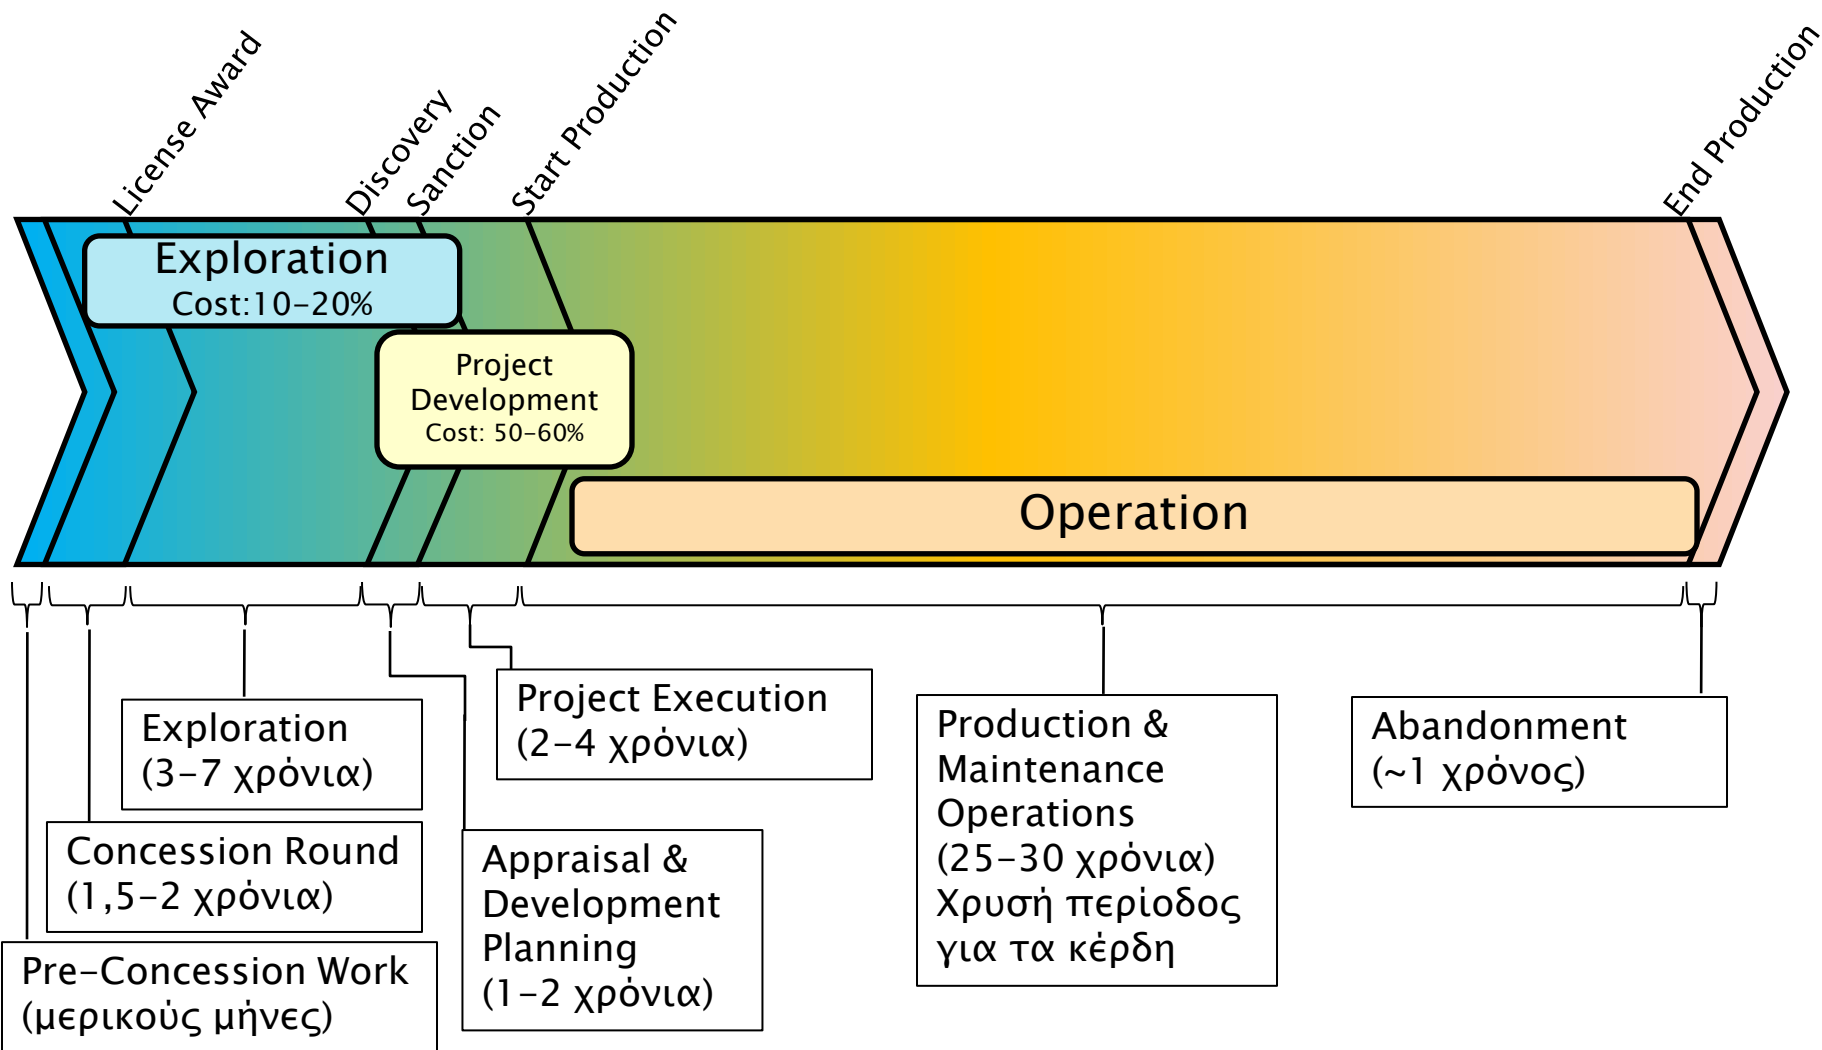 License Award
Discovery
Sanction
Start Production
End Production
Exploration
Cost:10-20%
Project
Development
Cost: 50-60%
Operation
Project Execution
(2-4 χρόνια)
Exploration
(3-7 χρόνια)
Production &
Maintenance
Operations
(25-30 χρόνια)
Χρυσή περίοδος
για τα κέρδη
Abandonment
(~1 χρόνος)
Concession Round
(1,5-2 χρόνια)
Appraisal &
Development
Planning
(1-2 χρόνια)
Pre-Concession Work
(μερικούς μήνες)